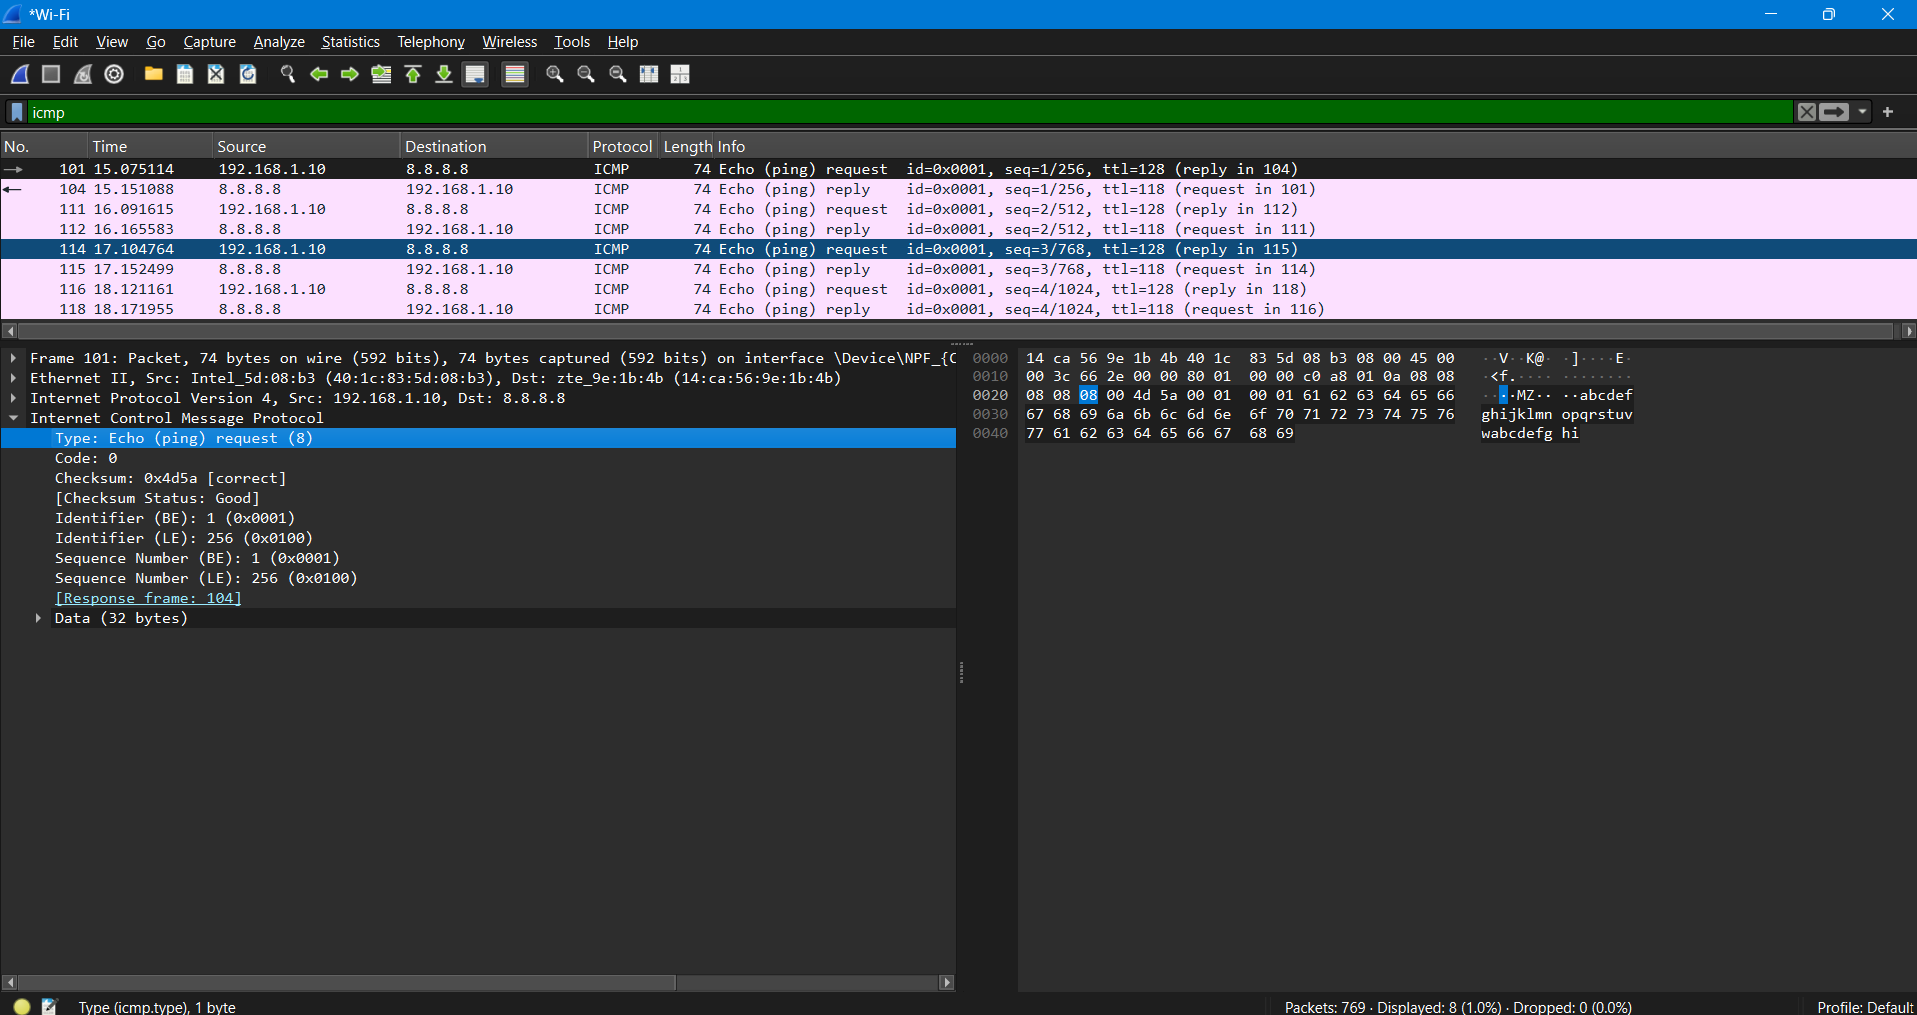 *Wi-Fi
File Edit View Go Capture Analyze Statistics Telephony Wireless Tools Help
icmp
No. Time Source Destination Protocol Length Info
101 15.075114 192.168.1.10 8.8.8.8 ICMP 74 Echo (ping) request id=0x0001, seq=1/256, ttl=128 (reply in 104)
104 15.151088 8.8.8.8 192.168.1.10 ICMP 74 Echo (ping) reply id=0x0001, seq=1/256, ttl=118 (request in 101)
111 16.091615 192.168.1.10 8.8.8.8 ICMP 74 Echo (ping) request id=0x0001, seq=2/512, ttl=128 (reply in 112)
112 16.165583 8.8.8.8 192.168.1.10 ICMP 74 Echo (ping) reply id=0x0001, seq=2/512, ttl=118 (request in 111)
114 17.104764 192.168.1.10 8.8.8.8 ICMP 74 Echo (ping) request id=0x0001, seq=3/768, ttl=128 (reply in 115)
115 17.152499 8.8.8.8 192.168.1.10 ICMP 74 Echo (ping) reply id=0x0001, seq=3/768, ttl=118 (request in 114)
116 18.121161 192.168.1.10 8.8.8.8 ICMP 74 Echo (ping) request id=0x0001, seq=4/1024, ttl=128 (reply in 118)
118 18.171955 8.8.8.8 192.168.1.10 ICMP 74 Echo (ping) reply id=0x0001, seq=4/1024, ttl=118 (request in 116)
Frame 101: Packet, 74 bytes on wire (592 bits), 74 bytes captured (592 bits) on interface \Device\NPF_{C
Ethernet II, Src: Intel_5d:08:b3 (40:1c:83:5d:08:b3), Dst: zte_9e:1b:4b (14:ca:56:9e:1b:4b)
Internet Protocol Version 4, Src: 192.168.1.10, Dst: 8.8.8.8
Internet Control Message Protocol
Type: Echo (ping) request (8)
Code: 0
Checksum: 0x4d5a [correct]
[Checksum Status: Good]
Identifier (BE): 1 (0x0001)
Identifier (LE): 256 (0x0100)
Sequence Number (BE): 1 (0x0001)
Sequence Number (LE): 256 (0x0100)
[Response frame: 104]
Data (32 bytes)
0000 14 ca 56 9e 1b 4b 40 1c 83 5d 08 b3 08 00 45 00 ··V··K@· ·]····E·
0010 00 3c 66 2e 00 00 80 01 00 00 c0 a8 01 0a 08 08 ·<f.···· ········
0020 08 08 08 00 4d 5a 00 01 00 01 61 62 63 64 65 66 ····MZ·· ··abcdef
0030 67 68 69 6a 6b 6c 6d 6e 6f 70 71 72 73 74 75 76 ghijklmn opqrstuv
0040 77 61 62 63 64 65 66 67 68 69 wabcdefg hi
Type (icmp.type), 1 byte
Packets: 769 · Displayed: 8 (1.0%) · Dropped: 0 (0.0%)
Profile: Default